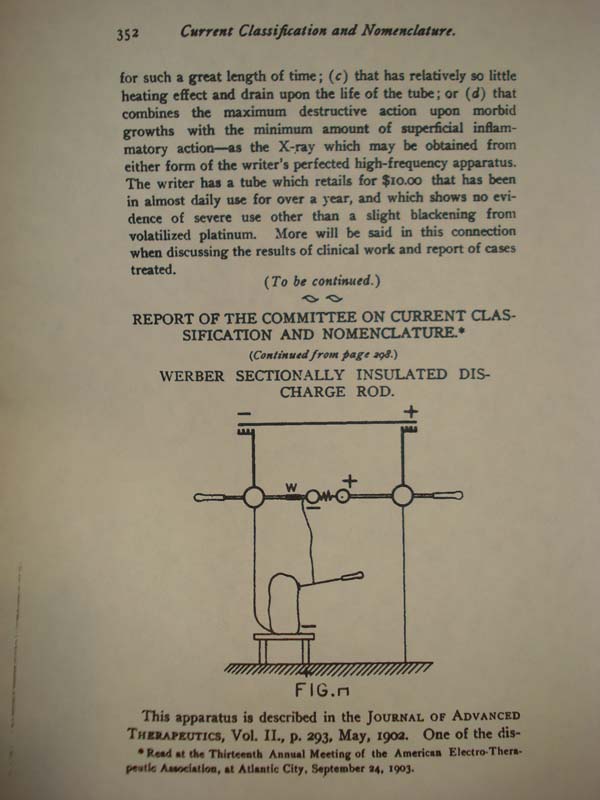 352 Current Classification and Nomenclature.
for such a great length of time; (c) that has relatively so little
heating effect and drain upon the life of the tube; or (d) that
combines the maximum destructive action upon morbid
growths with the minimum amount of superficial inflam-
matory action—as the X-ray which may be obtained from
either form of the writer's perfected high-frequency apparatus.
The writer has a tube which retails for $10.00 that has been
in almost daily use for over a year, and which shows no evi-
dence of severe use other than a slight blackening from
volatilized platinum. More will be said in this connection
when discussing the results of clinical work and report of cases
treated.
(To be continued.)
REPORT OF THE COMMITTEE ON CURRENT CLAS-
SIFICATION AND NOMENCLATURE.*
(Continued from page 298.)
WERBER SECTIONALLY INSULATED DIS-
CHARGE ROD.
− +
W +
−
−
+
FIG. n
This apparatus is described in the JOURNAL OF ADVANCED
THERAPEUTICS, Vol. II., p. 293, May, 1902. One of the dis-
* Read at the Thirteenth Annual Meeting of the American Electro-Thera-
peutic Association, at Atlantic City, September 24, 1903.